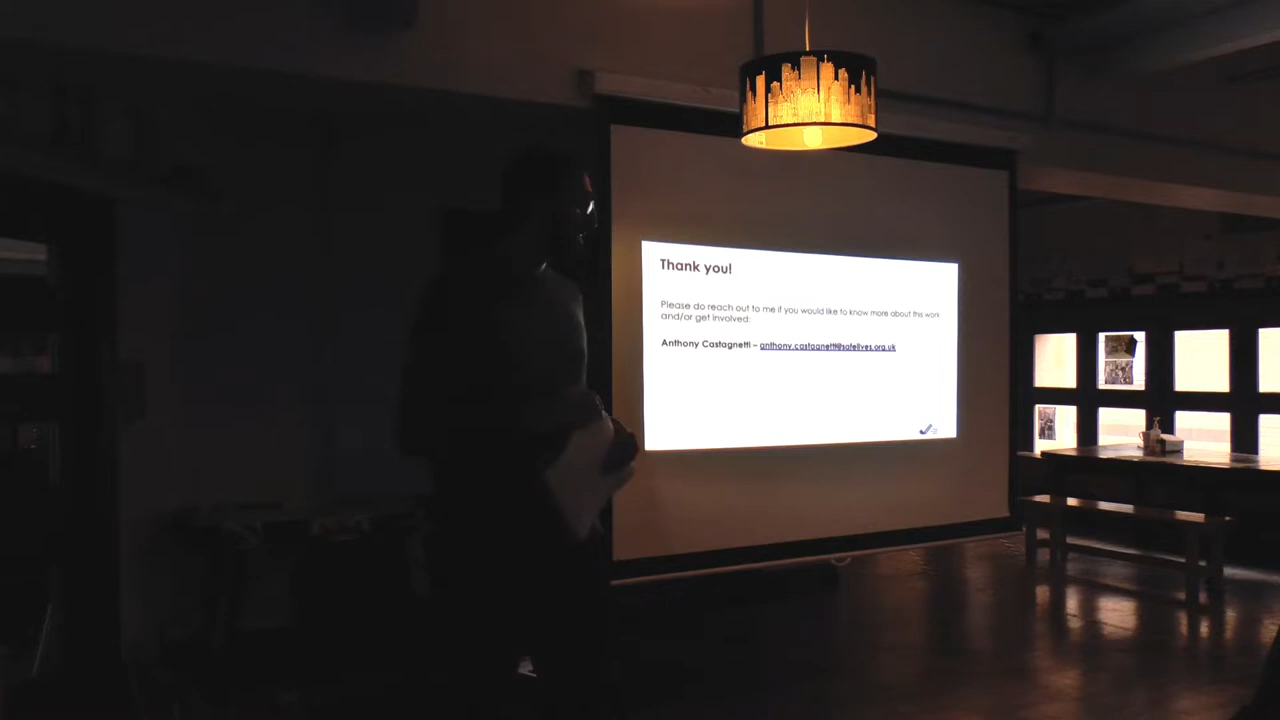 Thank you!
Please do reach out to me if you would like to know more about this work
and/or get involved:
Anthony Castagnetti – anthony.castagnetti@safelives.org.uk